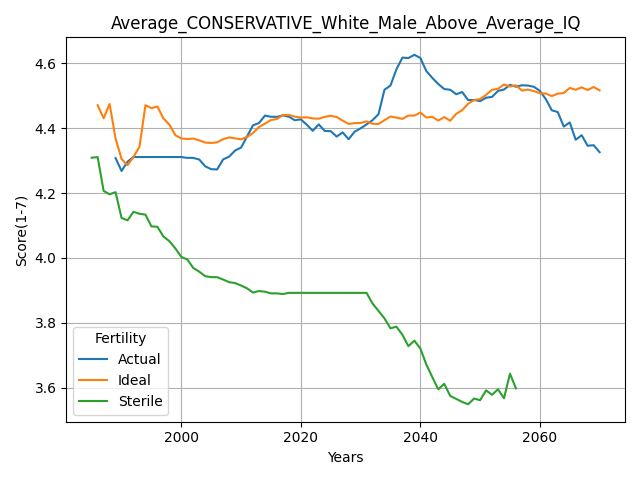 Average_CONSERVATIVE_White_Male_Above_Average_IQ
4.6
4.4
4.2
4.0
3.8
3.6
Score(1-7)
Fertility
Actual
Ideal
Sterile
2000
2020
2040
2060
Years